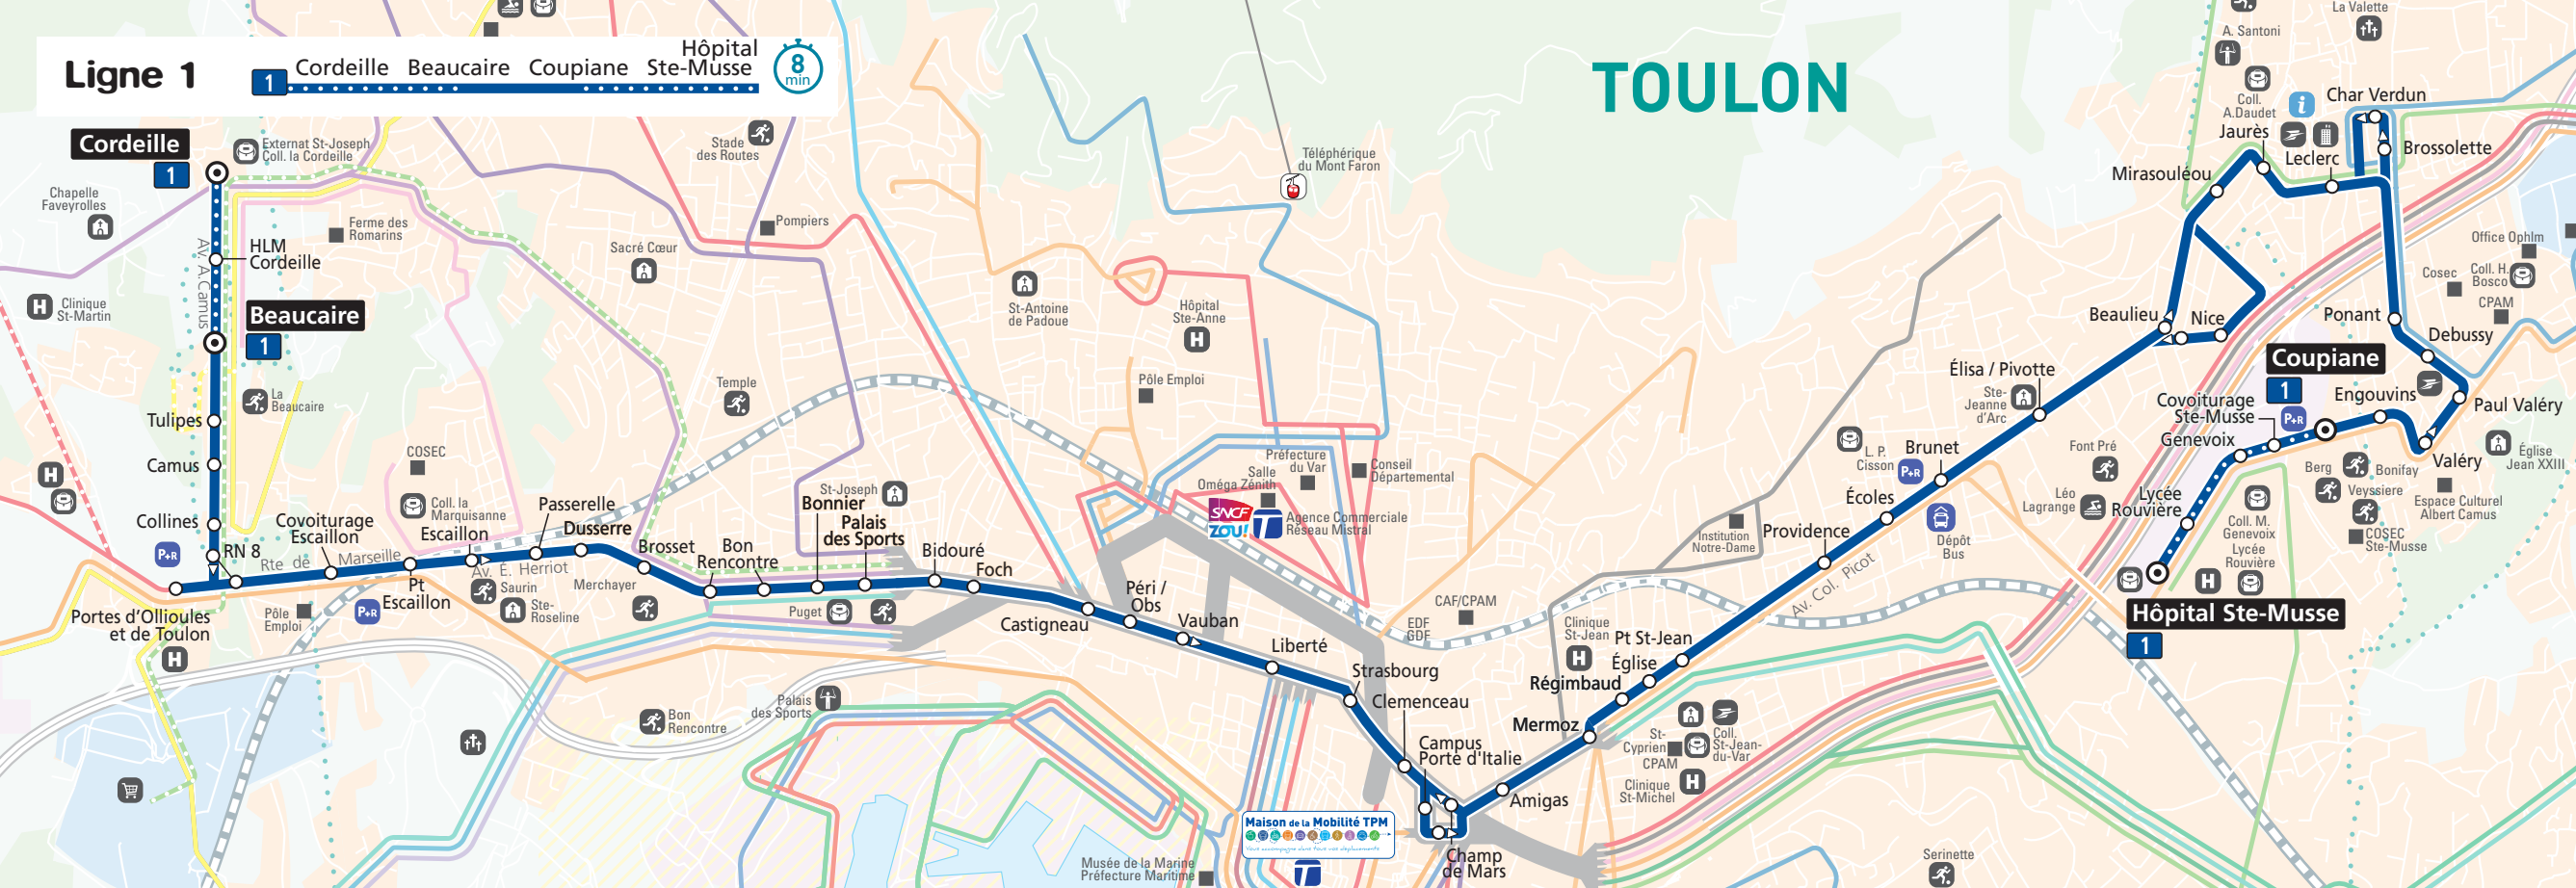 Ligne 1
1
Cordeille
Beaucaire
Coupiane
Hôpital
Ste-Musse
8
min
TOULON
Cordeille
1
Externat St-Joseph
Coll. la Cordeille
Chapelle
Faveyrolles
Ferme des
Romarins
HLM
Cordeille
Av. A.Camus
Clinique
St-Martin
Beaucaire
1
La
Beaucaire
Tulipes
Camus
Collines
P+R
RN 8
Portes d'Ollioules
et de Toulon
Covoiturage
Escaillon
Rte de Marseille
Pôle
Emploi
P+R
Pt
Escaillon
COSEC
Coll. la
Marquisanne
Escaillon
Av. E. Herriot
Saurin
Ste-
Roseline
Passerelle
Dusserre
Merchayer
Brosset
Bon
Rencontre
Bonnier
Palais
des Sports
St-Joseph
Puget
Bidouré
Foch
Castigneau
Péri /
Obs
Vauban
Liberté
Strasbourg
Clemenceau
Campus
Porte d'Italie
Champ
de Mars
Amigas
Mermoz
Régimbaud
Église
Pt St-Jean
Providence
Av. Col. Picot
Écoles
Brunet
P+R
Dépôt
Bus
L. P.
Cisson
Élisa / Pivotte
Ste-
Jeanne
d'Arc
Beaulieu
Nice
Mirasouléou
Jaurès
Leclerc
Char Verdun
Brossolette
Ponant
Debussy
Paul Valéry
Valéry
Engouvins
Coupiane
1
P+R
Covoiturage
Ste-Musse
Genevoix
Lycée
Rouvière
Hôpital Ste-Musse
1
Stade
des Routes
Pompiers
Sacré Cœur
Temple
St-Antoine
de Padoue
Hôpital
Ste-Anne
Pôle Emploi
Téléphérique
du Mont Faron
Préfecture
du Var
Salle
Oméga Zénith
Conseil
Départemental
SNCF
ZOU!
Agence Commerciale
Réseau Mistral
EDF
GDF
CAF/CPAM
Institution
Notre-Dame
Clinique
St-Jean
St-
Cyprien
CPAM
Coll.
St-Jean-
du-Var
Clinique
St-Michel
Palais
des Sports
Bon
Rencontre
Maison de la Mobilité TPM
Musée de la Marine
Préfecture Maritime
Serinette
La Valette
A. Santoni
Coll.
A.Daudet
Office Ophlm
Cosec
Coll. H.
Bosco
CPAM
Font Pré
Léo
Lagrange
Berg
Bonifay
Veyssiere
COSEC
Ste-Musse
Coll. M.
Genevoix
Lycée
Rouvière
Église
Jean XXIII
Espace Culturel
Albert Camus